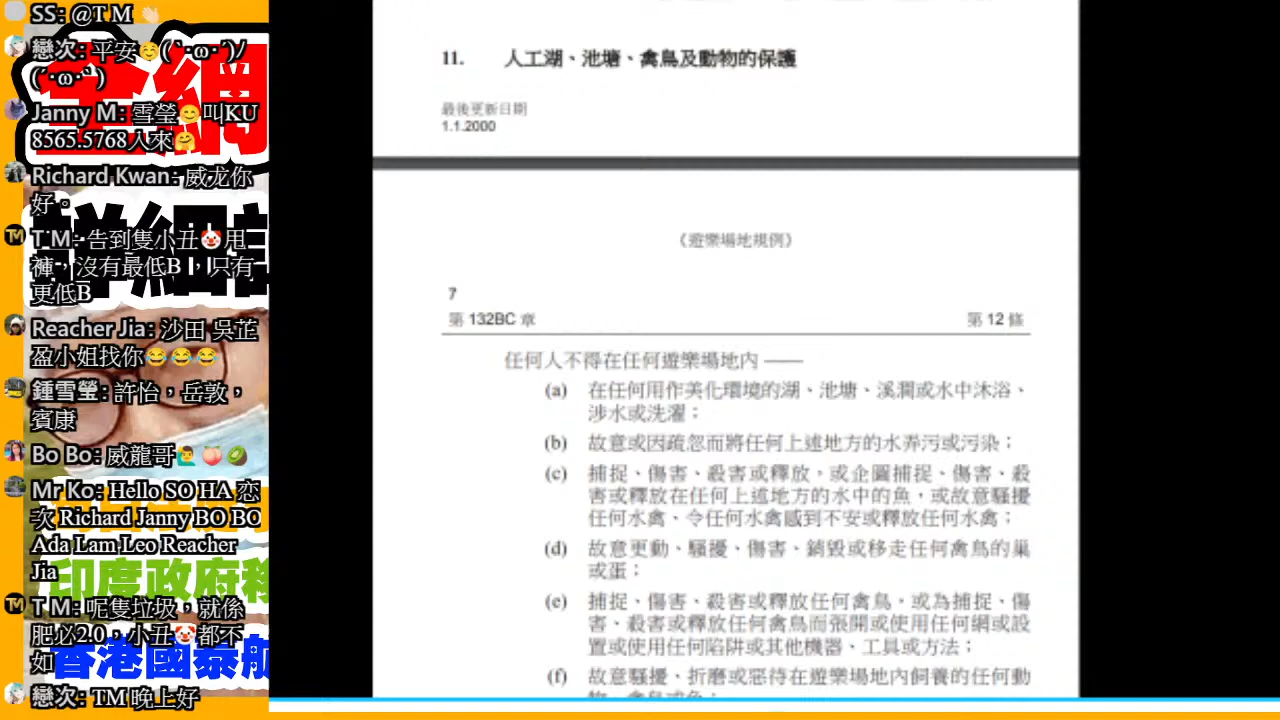 SS: @T M 👏🏻
戀次: 平安☺️( `･ω･´)ﾉ
(´･ω･`)
Janny M: 雪瑩😊叫KU
8565.5768入來🤗
Richard Kwan: 威龙你
好。
T M: 告到隻小丑🤡甩
褲，沒有最低B，只有
更低B
Reacher Jia: 沙田 吳芷
盈小姐找你😂😂😂
鍾雪瑩: 許怡，岳敦，
賓康
Bo Bo: 威龍哥🙋‍♂️🍑🥝
Mr Ko: Hello SO HA 恋
次 Richard Janny BO BO
Ada Lam Leo Reacher
Jia
T M: 呢隻垃圾，就係
肥必2.0，小丑🤡都不
如
戀次: TM晚上好
全網
詳細
印度政府
香港國泰航
11. 人工湖、池塘、禽鳥及動物的保護
最後更新日期
1.1.2000
《遊樂場地規例》
7
第 132BC 章 第 12 條
任何人不得在任何遊樂場地內 ——
(a) 在任何用作美化環境的湖、池塘、溪澗或水中沐浴、
涉水或洗濯；
(b) 故意或因疏忽而將任何上述地方的水弄污或污染；
(c) 捕捉、傷害、殺害或釋放，或企圖捕捉、傷害、殺
害或釋放在任何上述地方的水中的魚，或故意騷擾
任何水禽、令任何水禽感到不安或釋放任何水禽；
(d) 故意更動、騷擾、傷害、銷毀或移走任何禽鳥的巢
或蛋；
(e) 捕捉、傷害、殺害或釋放任何禽鳥，或為捕捉、傷
害、殺害或釋放任何禽鳥而張開或使用任何網或設
置或使用任何陷阱或其他機器、工具或方法；
(f) 故意騷擾、折磨或惡待在遊樂場地內飼養的任何動
物、禽鳥或魚；